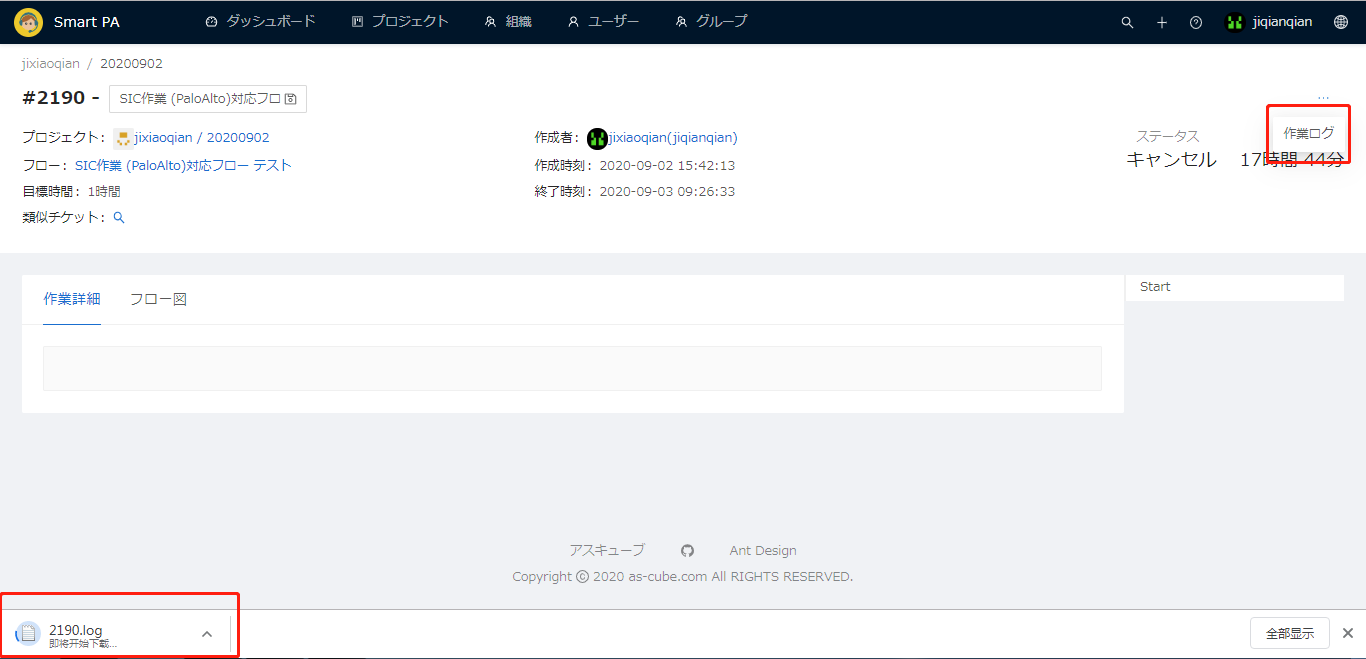 Smart PA ダッシュボード プロジェクト 組織 ユーザー グループ jiqianqian
jixiaoqian / 20200902
#2190 - SIC作業 (PaloAlto)対応フロ
...
作業ログ
プロジェクト: jixiaoqian / 20200902
作成者: jixiaoqian(jiqianqian)
ステータス
キャンセル 17時間 44分
フロー: SIC作業 (PaloAlto)対応フロー テスト
作成時刻: 2020-09-02 15:42:13
目標時間: 1時間
終了時刻: 2020-09-03 09:26:33
類似チケット:
作業詳細 フロー図
Start
アスキューブ Ant Design
Copyright © 2020 as-cube.com All RIGHTS RESERVED.
2190.log
即将开始下载...
全部显示